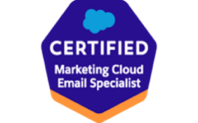 CERTIFIED
Marketing Cloud
Email Specialist